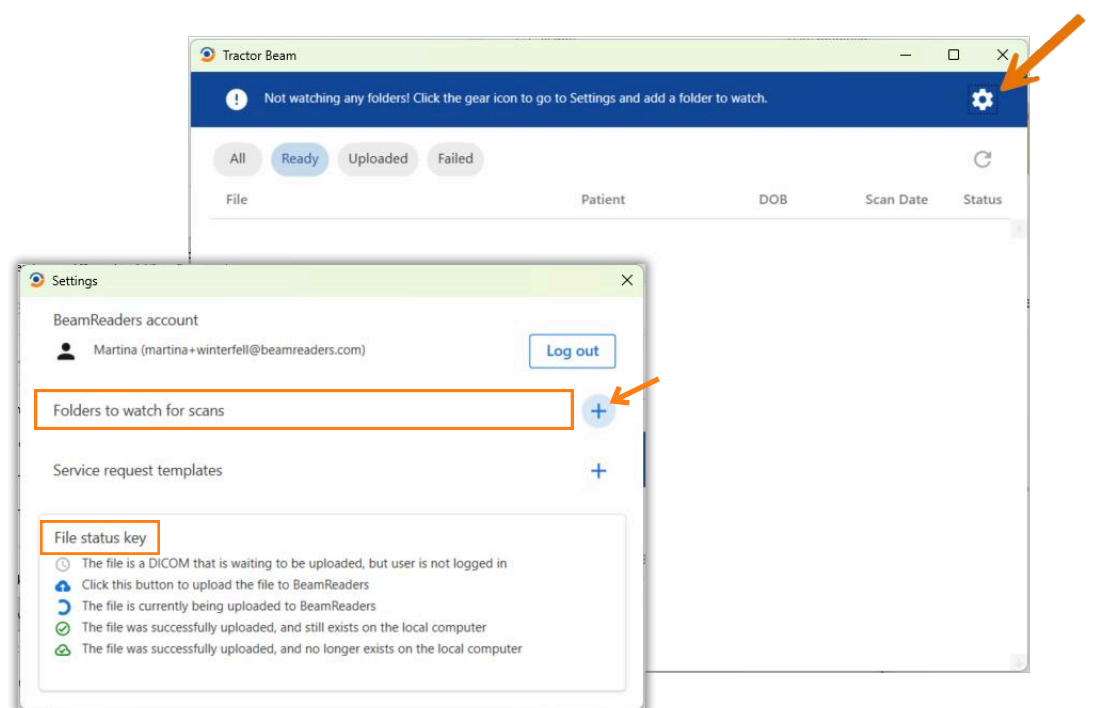 Tractor Beam
Not watching any folders! Click the gear icon to go to Settings and add a folder to watch.
All Ready Uploaded Failed
File Patient DOB Scan Date Status
Settings
BeamReaders account
Martina (martina+winterfell@beamreaders.com)
Log out
Folders to watch for scans
Service request templates
File status key
The file is a DICOM that is waiting to be uploaded, but user is not logged in
Click this button to upload the file to BeamReaders
The file is currently being uploaded to BeamReaders
The file was successfully uploaded, and still exists on the local computer
The file was successfully uploaded, and no longer exists on the local computer